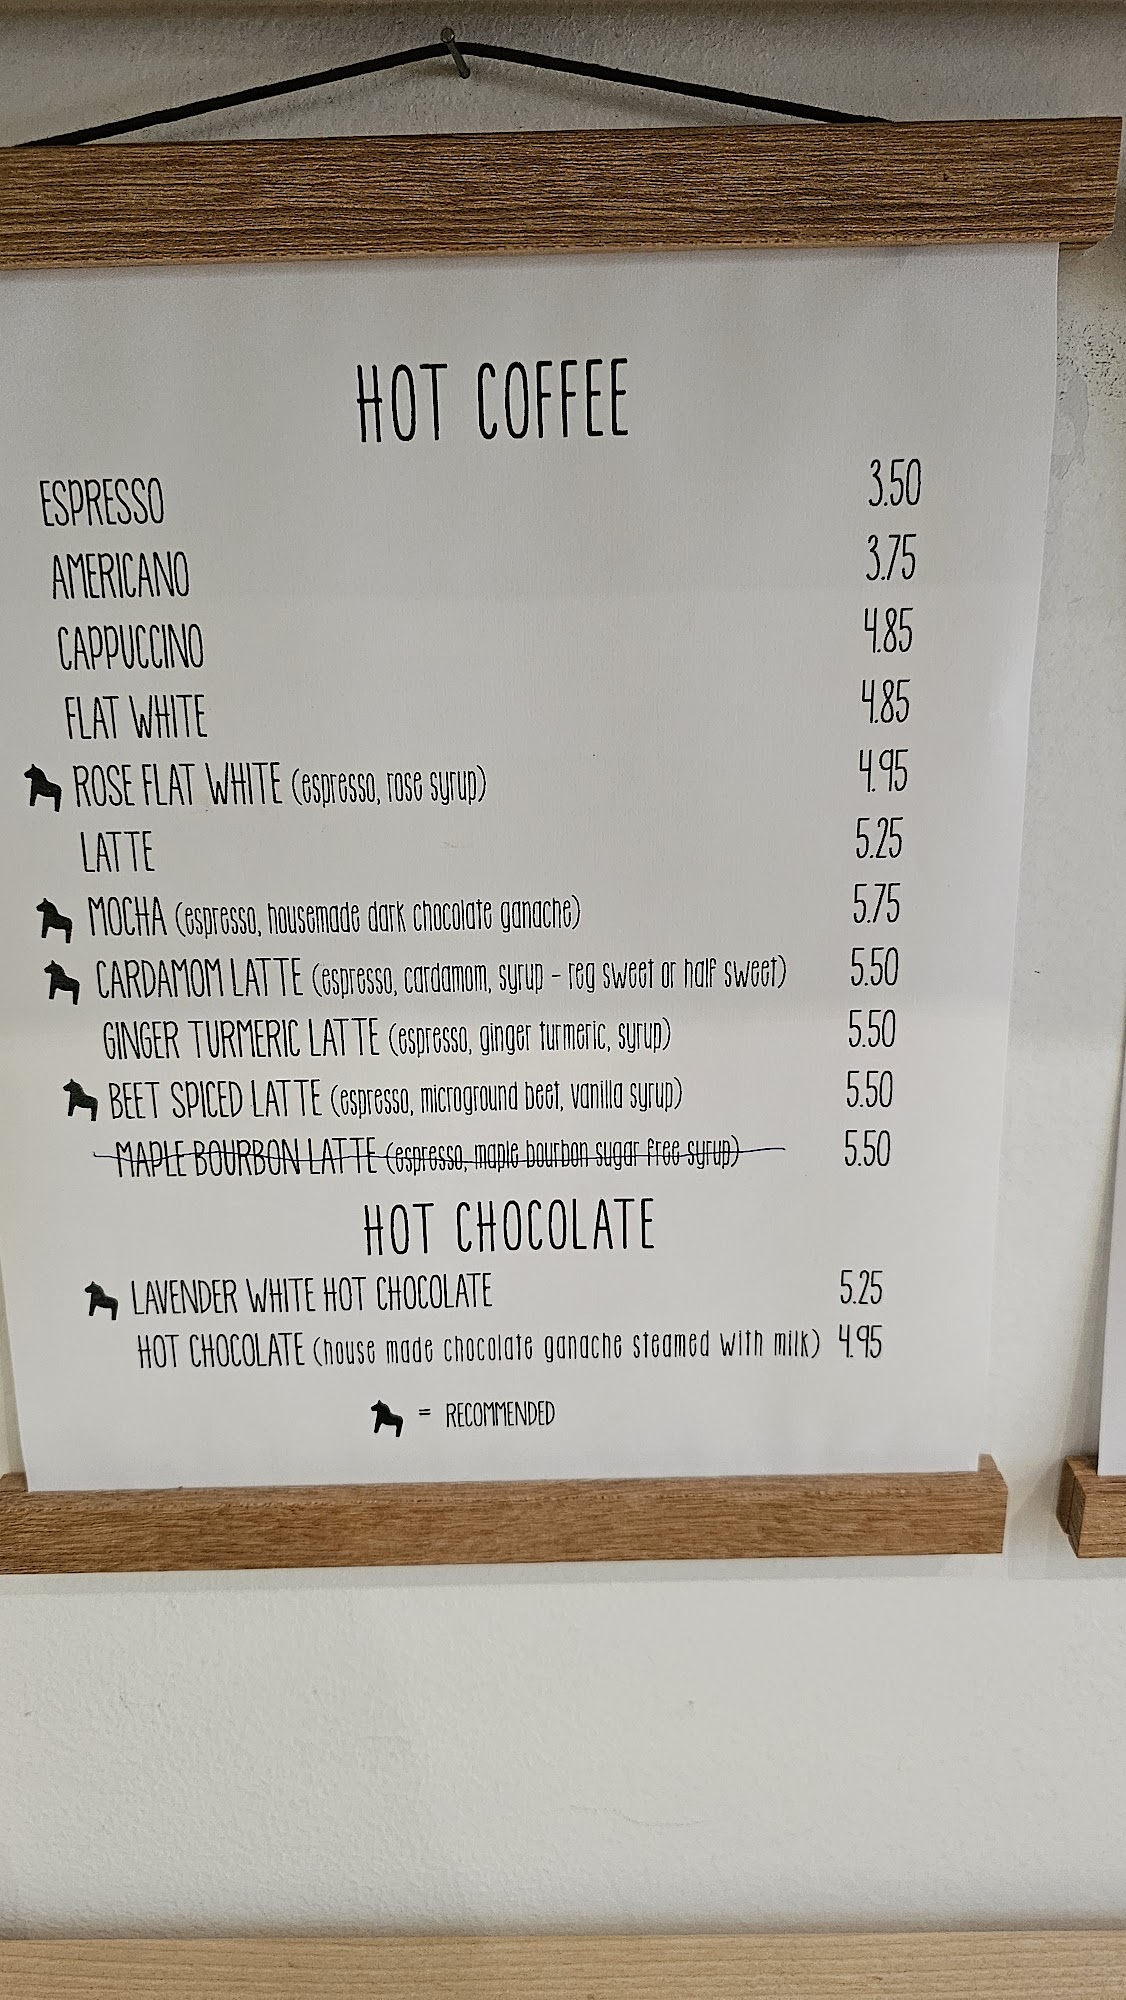 HOT COFFEE
ESPRESSO 3.50
AMERICANO 3.75
CAPPUCCINO 4.85
FLAT WHITE 4.85
ROSE FLAT WHITE (espresso, rose syrup) 4.95
LATTE 5.25
MOCHA (espresso, housemade dark chocolate ganache) 5.75
CARDAMOM LATTE (espresso, cardamom, syrup - reg sweet or half sweet) 5.50
GINGER TURMERIC LATTE (espresso, ginger turmeric, syrup) 5.50
BEET SPICED LATTE (espresso, microground beet, vanilla syrup) 5.50
MAPLE BOURBON LATTE (espresso, maple bourbon sugar free syrup) 5.50
HOT CHOCOLATE
LAVENDER WHITE HOT CHOCOLATE 5.25
HOT CHOCOLATE (house made chocolate ganache steamed with milk) 4.95
= RECOMMENDED